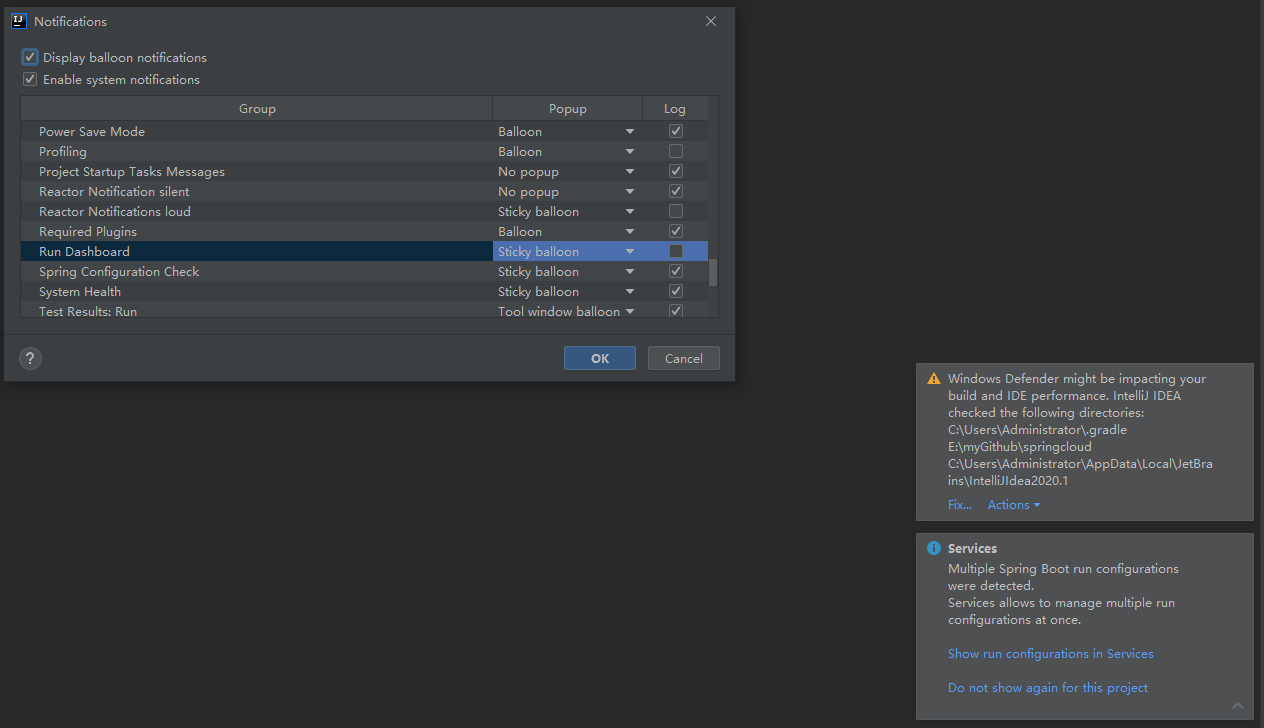 Notifications
Display balloon notifications
Enable system notifications
Group Popup Log
Power Save Mode Balloon
Profiling Balloon
Project Startup Tasks Messages No popup
Reactor Notification silent No popup
Reactor Notifications loud Sticky balloon
Required Plugins Balloon
Run Dashboard Sticky balloon
Spring Configuration Check Sticky balloon
System Health Sticky balloon
Test Results: Run Tool window balloon
? OK Cancel
Windows Defender might be impacting your
build and IDE performance. IntelliJ IDEA
checked the following directories:
C:\Users\Administrator\.gradle
E:\myGithub\springcloud
C:\Users\Administrator\AppData\Local\JetBra
ins\IntelliJIdea2020.1
Fix... Actions
Services
Multiple Spring Boot run configurations
were detected.
Services allows to manage multiple run
configurations at once.
Show run configurations in Services
Do not show again for this project